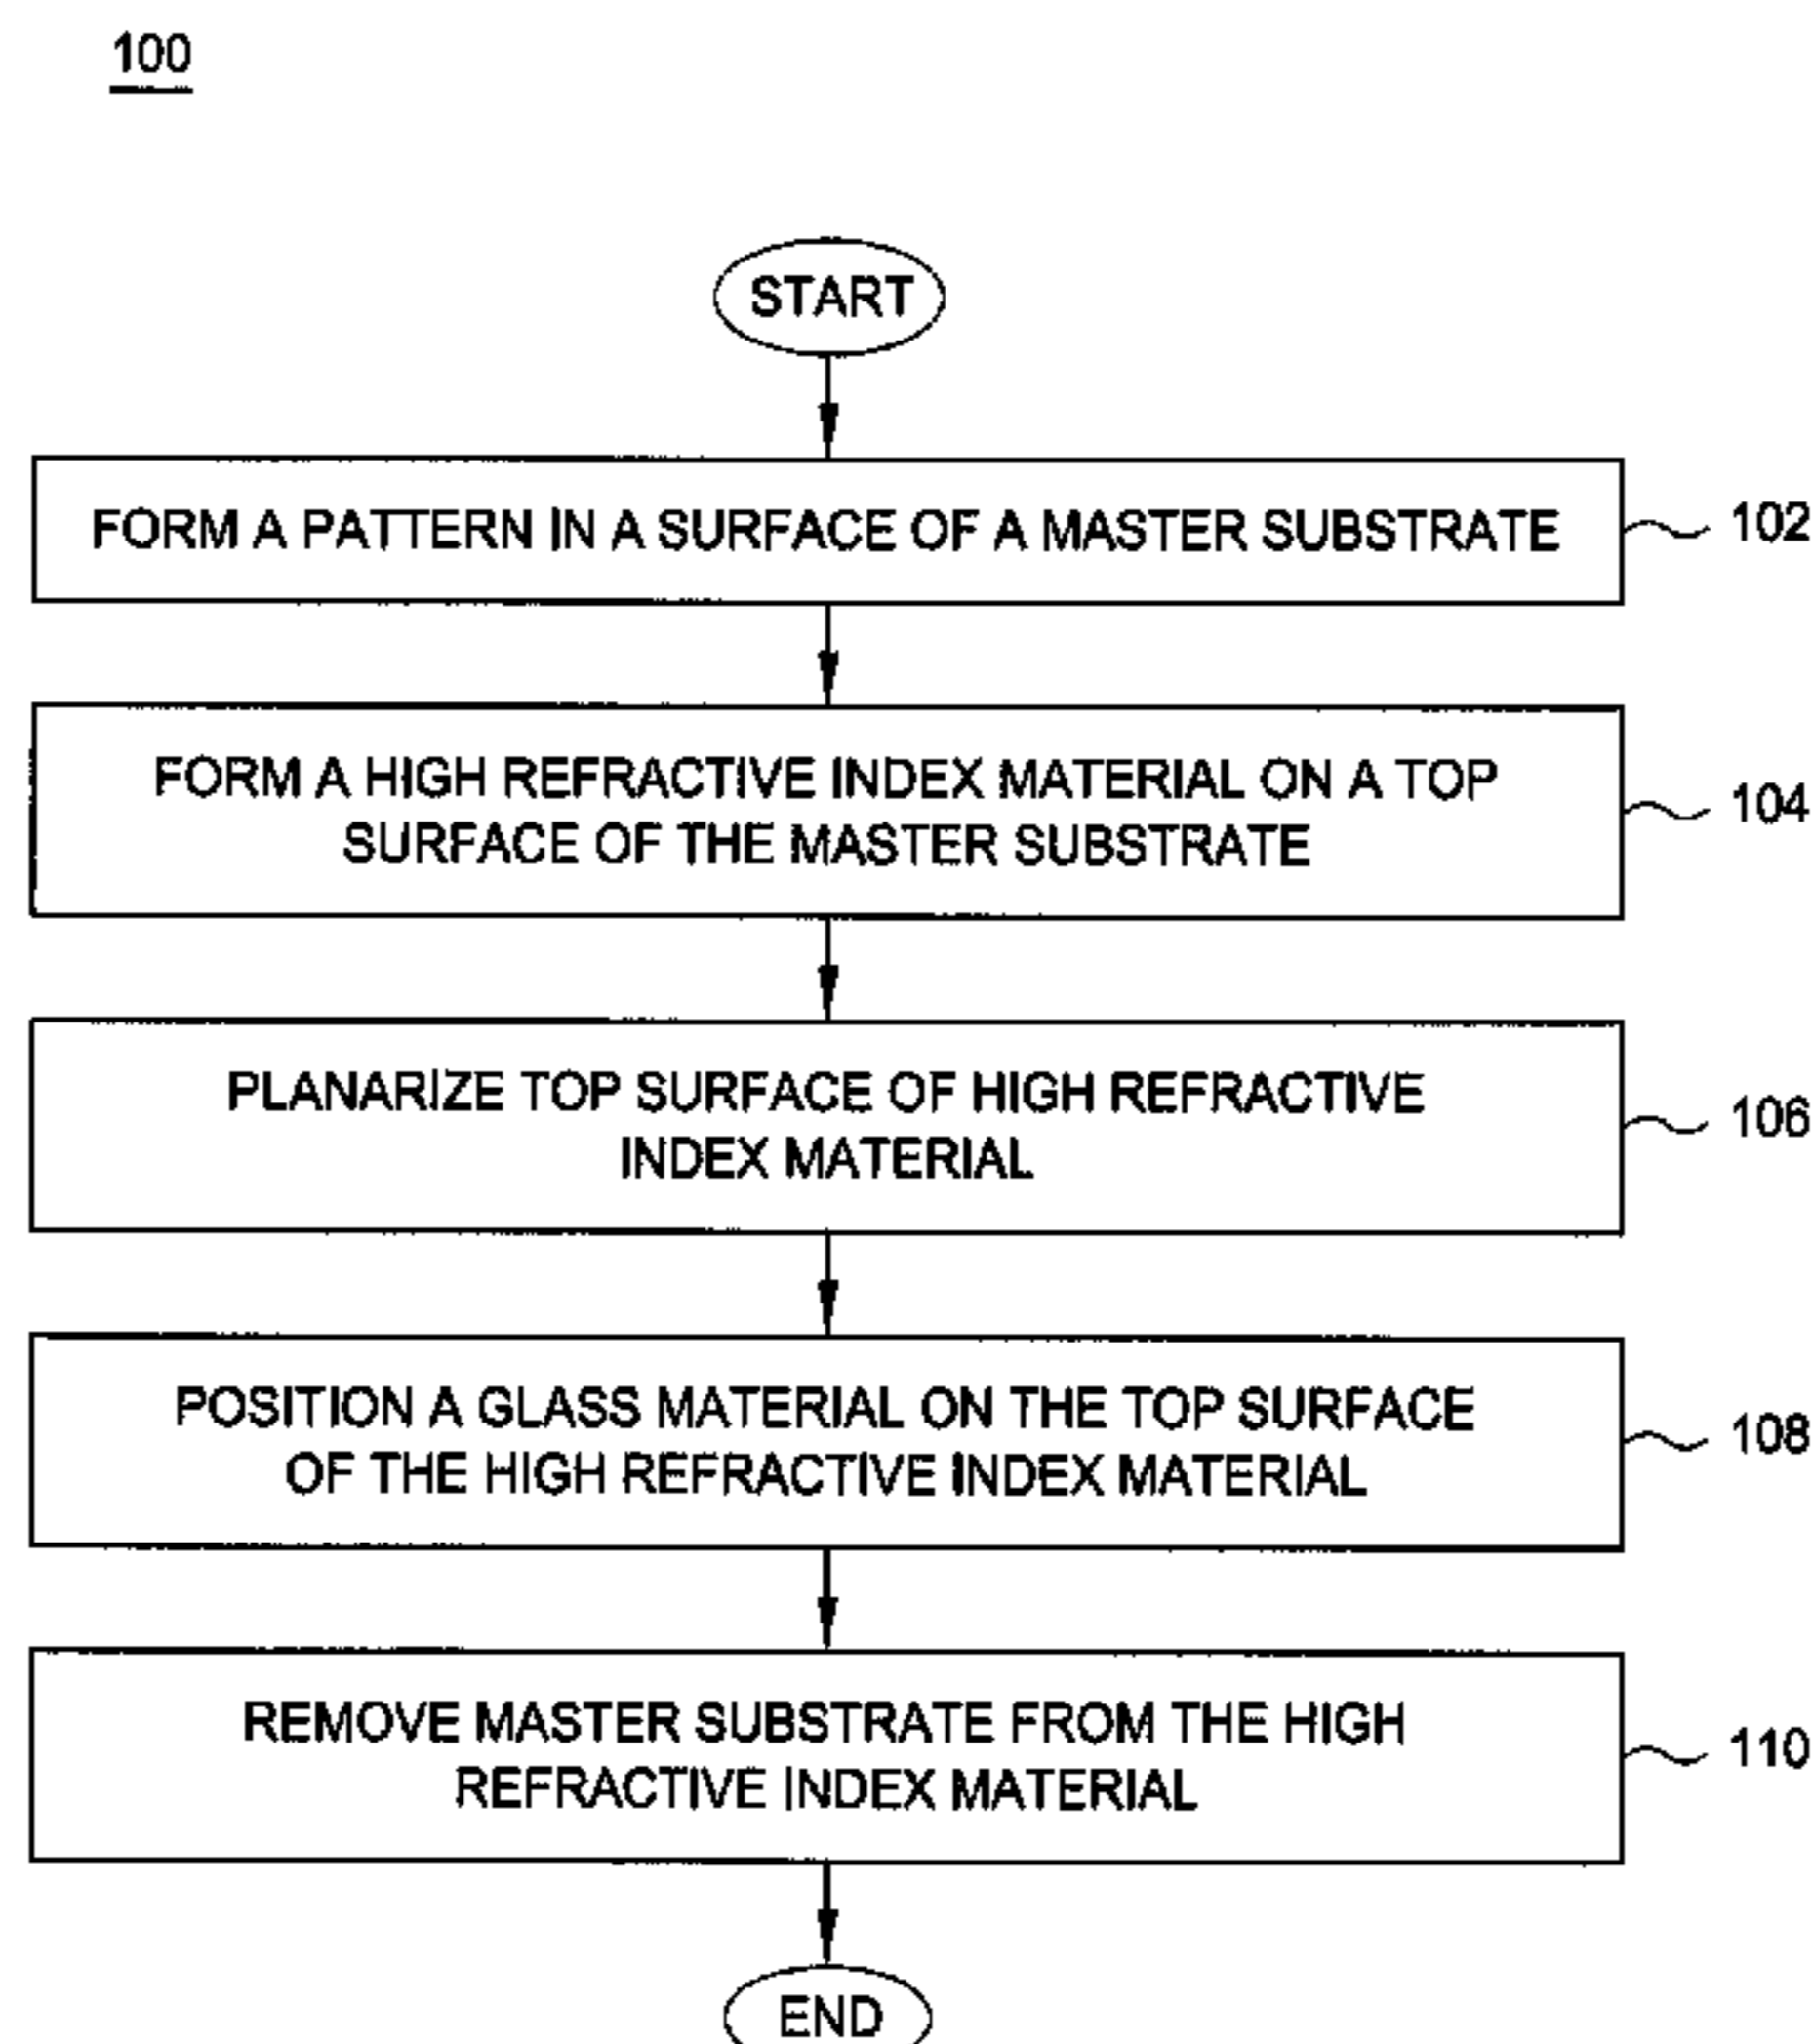 100
START
FORM A PATTERN IN A SURFACE OF A MASTER SUBSTRATE
102
FORM A HIGH REFRACTIVE INDEX MATERIAL ON A TOP
SURFACE OF THE MASTER SUBSTRATE
104
PLANARIZE TOP SURFACE OF HIGH REFRACTIVE
INDEX MATERIAL
106
POSITION A GLASS MATERIAL ON THE TOP SURFACE
OF THE HIGH REFRACTIVE INDEX MATERIAL
108
REMOVE MASTER SUBSTRATE FROM THE HIGH
REFRACTIVE INDEX MATERIAL
110
END